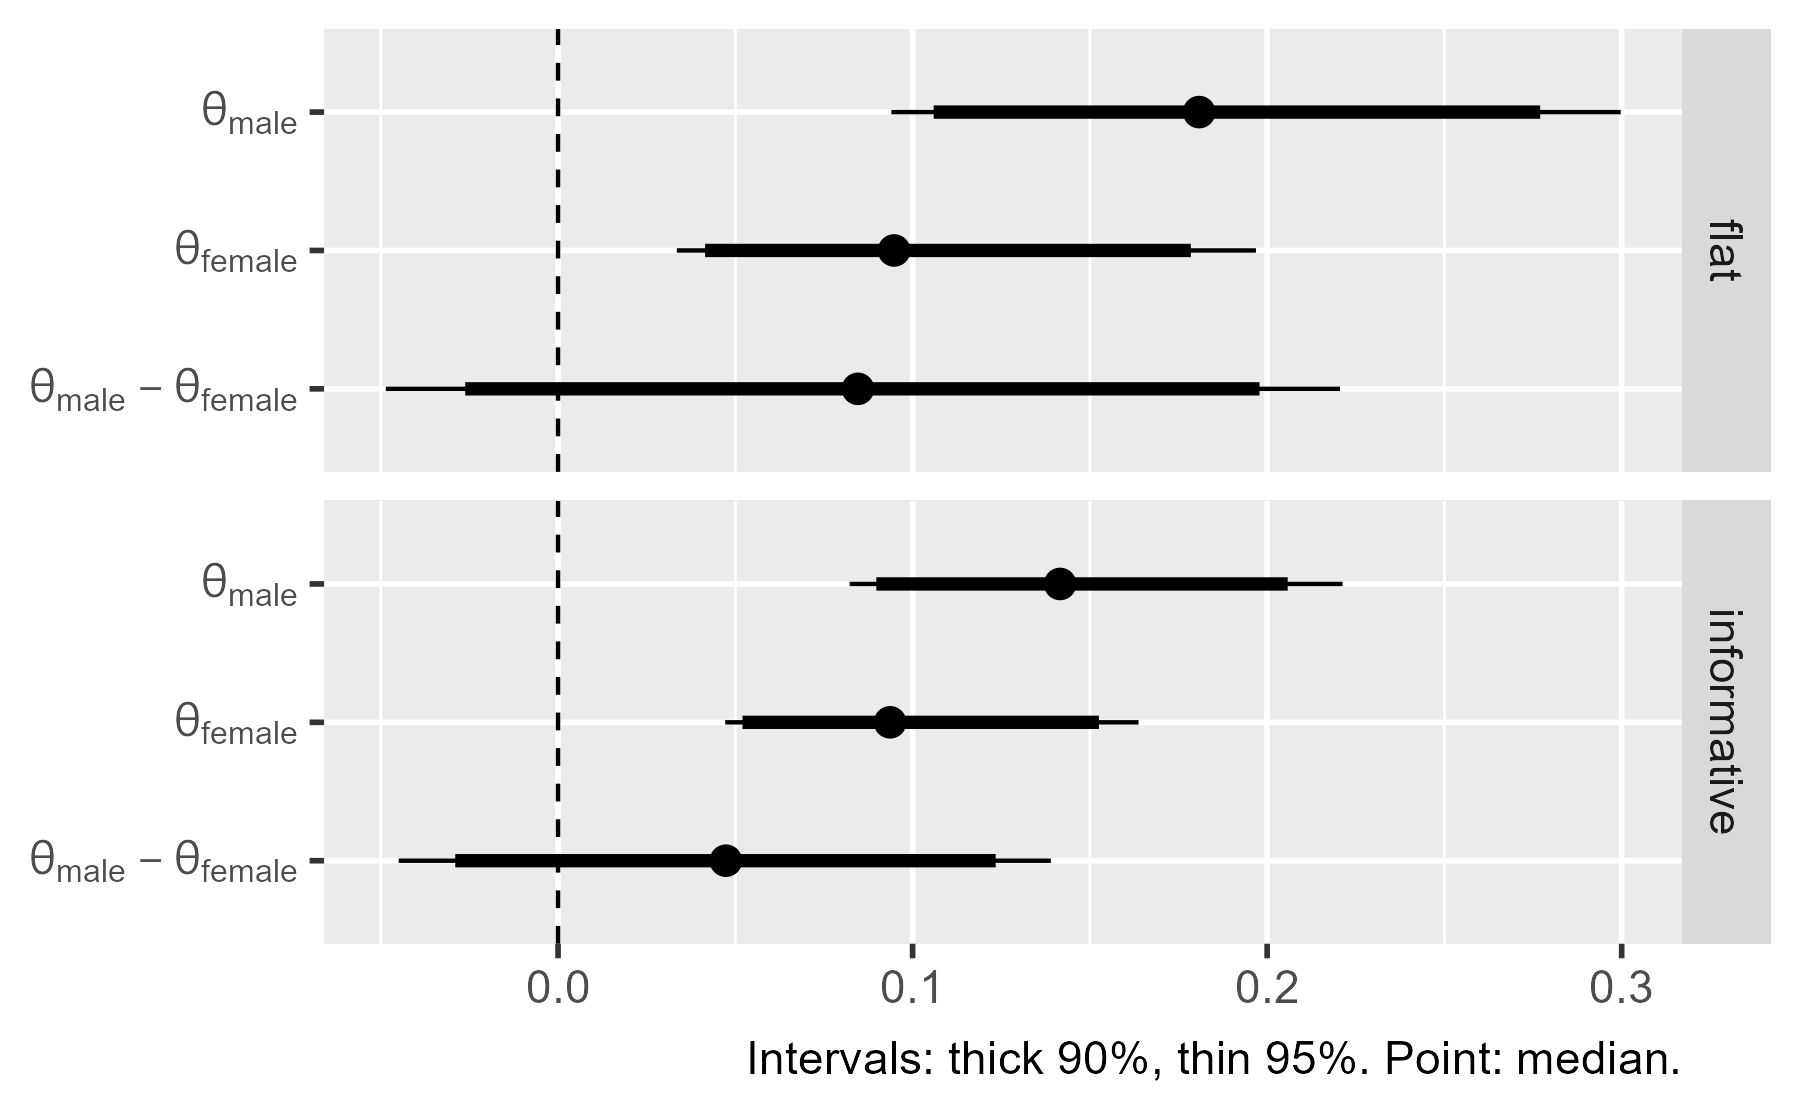 θmale
θfemale
θmale − θfemale
flat
θmale
θfemale
θmale − θfemale
informative
0.0 0.1 0.2 0.3
Intervals: thick 90%, thin 95%. Point: median.